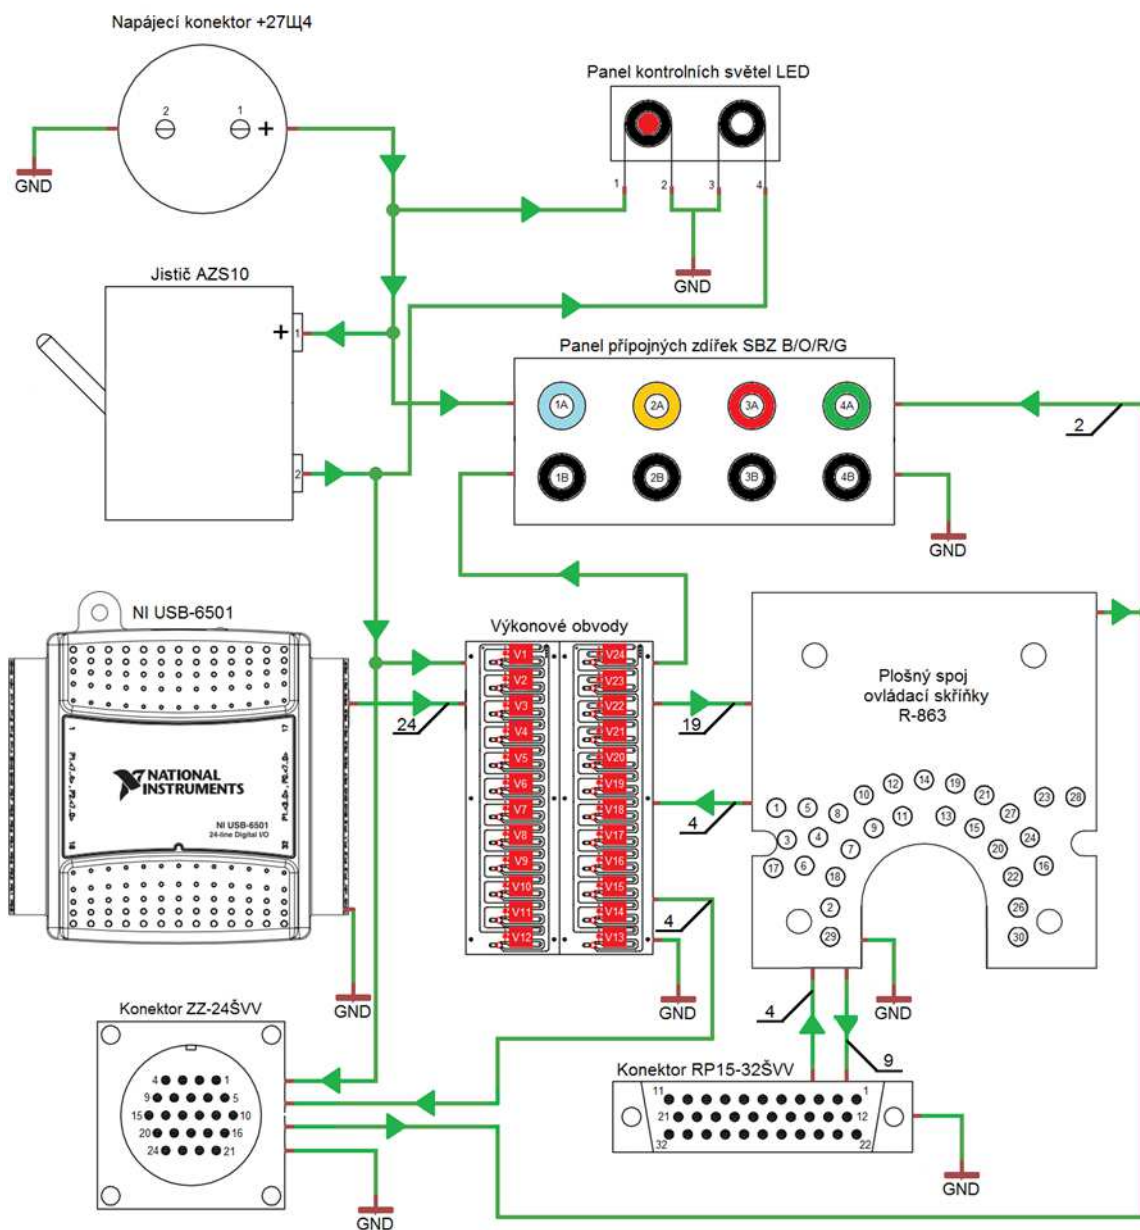 Napájecí konektor +27Щ4
2
1
+
GND
Panel kontrolních světel LED
1
2
3
4
GND
Jistič AZS10
+
1
2
Panel přípojných zdířek SBZ B/O/R/G
1A
2A
3A
4A
1B
2B
3B
4B
2
GND
NI USB-6501
1
17
NATIONAL
INSTRUMENTS
NI USB-6501
24-line Digital I/O
16
32
GND
24
Výkonové obvody
V1
V24
V2
V23
V3
V22
V4
V21
V5
V20
V6
V19
V7
V18
V8
V17
V9
V16
V10
V15
V11
V14
V12
V13
19
4
4
GND
Plošný spoj
ovládací skříňky
R-863
14
12
19
10
21
23
28
1
5
8
11
13
27
9
15
3
4
24
7
20
17
6
16
18
22
2
26
29
30
GND
4
9
Konektor ZZ-24ŠVV
4
1
9
5
15
10
20
16
24
21
GND
Konektor RP15-32ŠVV
11
1
21
12
32
22
GND